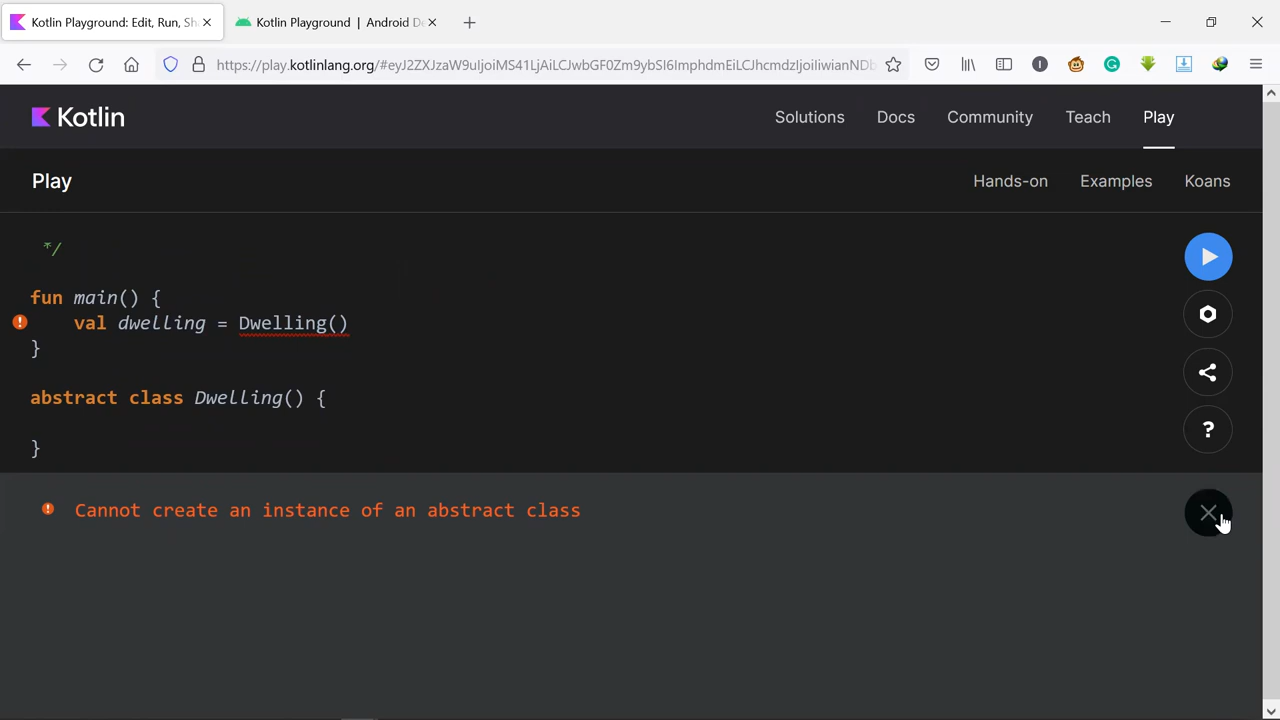 Kotlin Playground: Edit, Run, Sh
Kotlin Playground | Android De
https://play.kotlinlang.org/#eyJ2ZXJzaW9uIjoiMS41LjAiLCJwbGF0Zm9ybSI6ImphdmEiLCJhcmdzIjoiIiwianNDb
Kotlin
Solutions Docs Community Teach Play
Play
Hands-on Examples Koans
*/
fun main() {
val dwelling = Dwelling()
}
abstract class Dwelling() {
}
?
Cannot create an instance of an abstract class